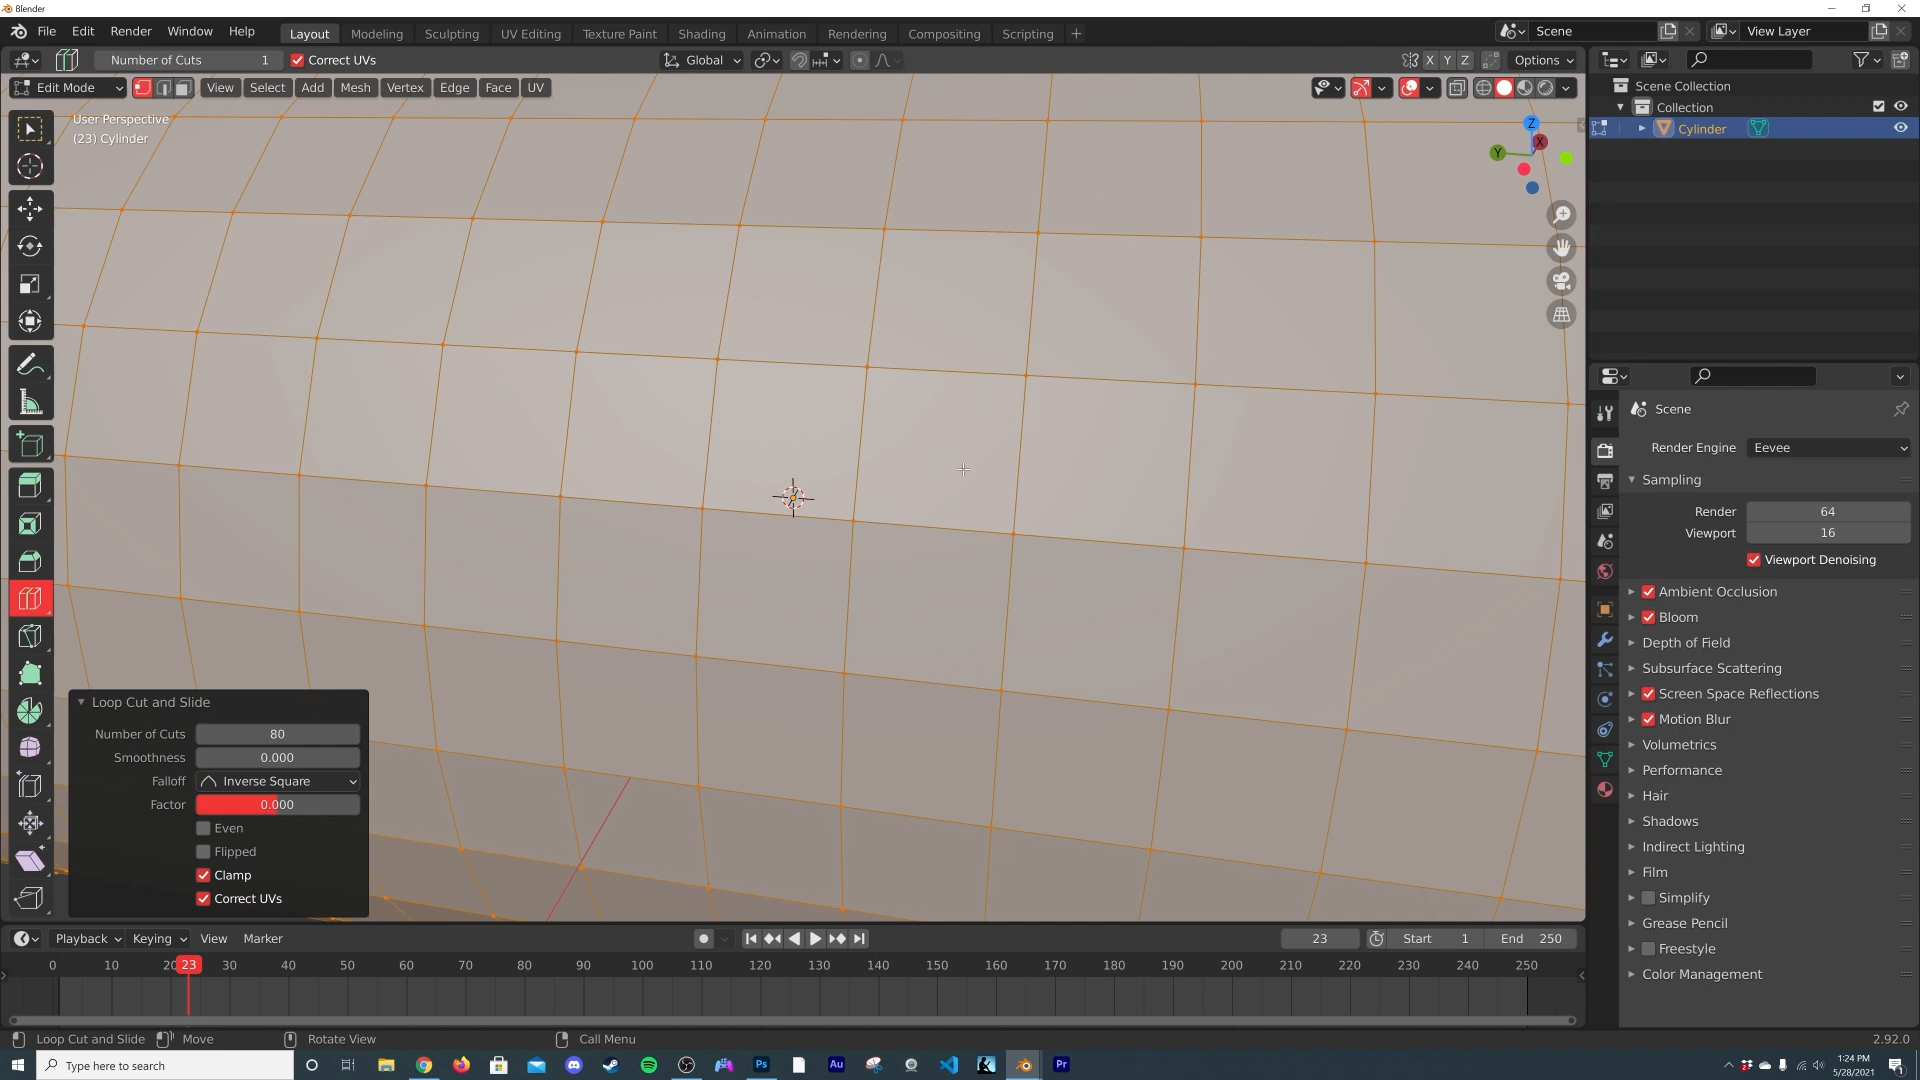 Blender
File Edit Render Window Help
Layout Modeling Sculpting UV Editing Texture Paint Shading Animation Rendering Compositing Scripting +
Scene View Layer
Number of Cuts 1 Correct UVs
Global
X Y Z Options
Edit Mode View Select Add Mesh Vertex Edge Face UV
User Perspective
(23) Cylinder
Z
Y X
Scene Collection
Collection
Cylinder
Scene
Render Engine Eevee
Sampling
Render 64
Viewport 16
Viewport Denoising
Ambient Occlusion
Bloom
Depth of Field
Subsurface Scattering
Screen Space Reflections
Motion Blur
Volumetrics
Performance
Hair
Shadows
Indirect Lighting
Film
Simplify
Grease Pencil
Freestyle
Color Management
Loop Cut and Slide
Number of Cuts 80
Smoothness 0.000
Falloff Inverse Square
Factor 0.000
Even
Flipped
Clamp
Correct UVs
Playback Keying View Marker
23 Start 1 End 250
0 10 20 23 30 40 50 60 70 80 90 100 110 120 130 140 150 160 170 180 190 200 210 220 230 240 250
Loop Cut and Slide Move Rotate View Call Menu 2.92.0
Type here to search
Ps Au Pr
1:24 PM
5/28/2021